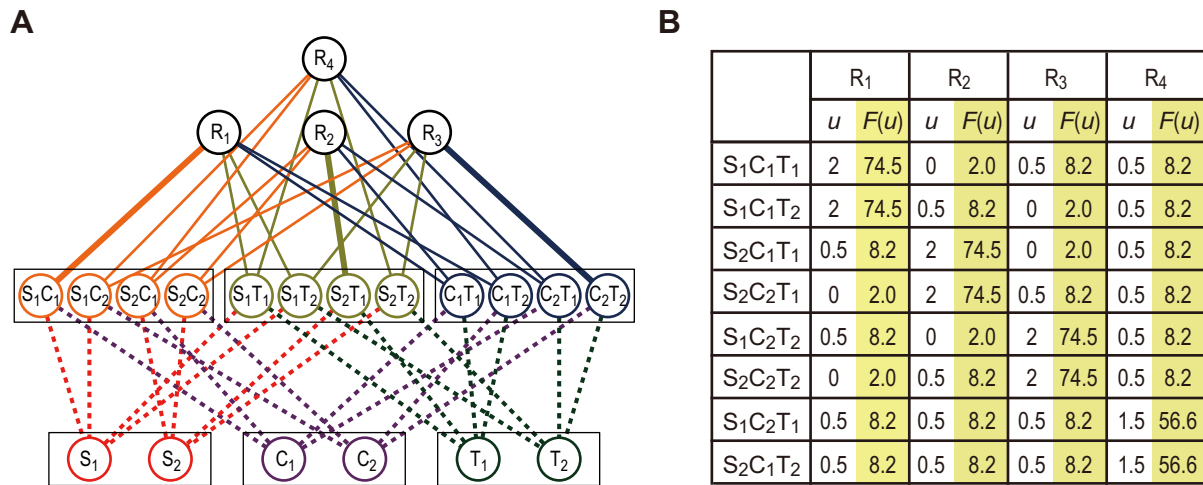 A
R₄
R₁ R₂ R₃
S₁C₁ S₁C₂ S₂C₁ S₂C₂ S₁T₁ S₁T₂ S₂T₁ S₂T₂ C₁T₁ C₁T₂ C₂T₁ C₂T₂
S₁ S₂ C₁ C₂ T₁ T₂
B
R₁ R₂ R₃ R₄
u F(u) u F(u) u F(u) u F(u)
S₁C₁T₁ 2 74.5 0 2.0 0.5 8.2 0.5 8.2
S₁C₁T₂ 2 74.5 0.5 8.2 0 2.0 0.5 8.2
S₂C₁T₁ 0.5 8.2 2 74.5 0 2.0 0.5 8.2
S₂C₂T₁ 0 2.0 2 74.5 0.5 8.2 0.5 8.2
S₁C₂T₂ 0.5 8.2 0 2.0 2 74.5 0.5 8.2
S₂C₂T₂ 0 2.0 0.5 8.2 2 74.5 0.5 8.2
S₁C₂T₁ 0.5 8.2 0.5 8.2 0.5 8.2 1.5 56.6
S₂C₁T₂ 0.5 8.2 0.5 8.2 0.5 8.2 1.5 56.6